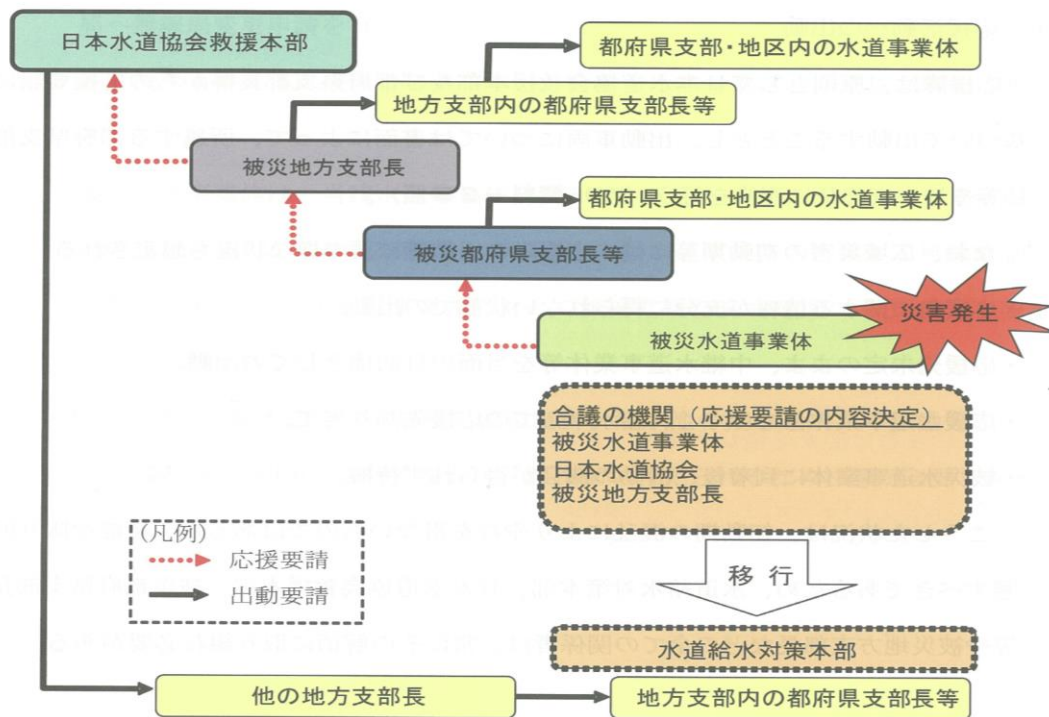 日本水道協会救援本部
都府県支部・地区内の水道事業体
地方支部内の都府県支部長等
被災地方支部長
都府県支部・地区内の水道事業体
被災都府県支部長等
災害発生
被災水道事業体
合議の機関（応援要請の内容決定）
被災水道事業体
日本水道協会
被災地方支部長
(凡例)
応援要請
出動要請
移 行
水道給水対策本部
他の地方支部長
地方支部内の都府県支部長等